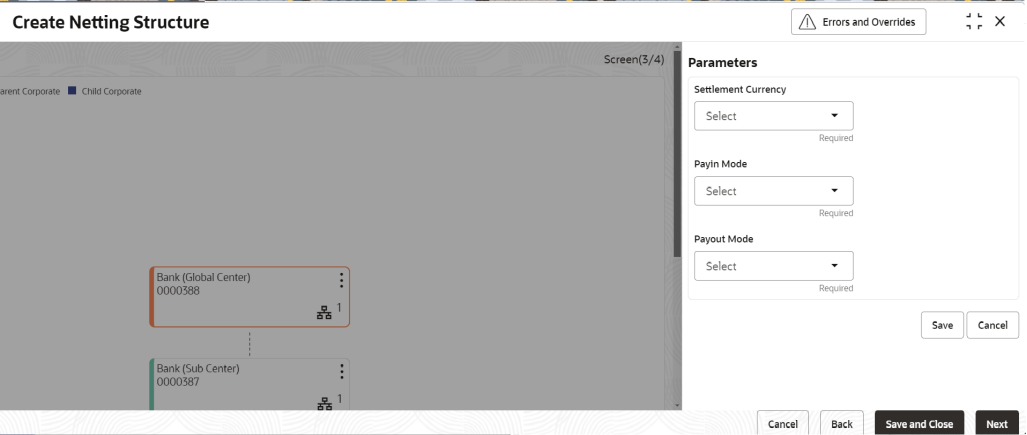 Create Netting Structure
Errors and Overrides
Screen(3/4)
arent Corporate Child Corporate
Bank (Global Center)
0000388
1
Bank (Sub Center)
0000387
1
Parameters
Settlement Currency
Select
Required
Payin Mode
Select
Required
Payout Mode
Select
Required
Save Cancel
Cancel Back Save and Close Next